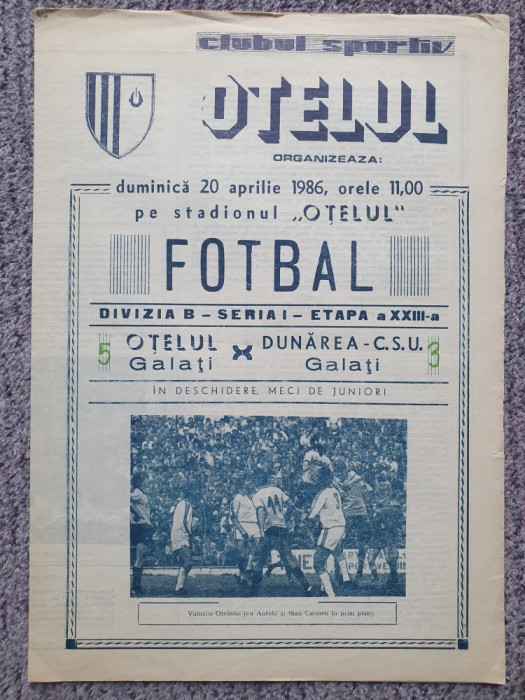 clubul sportiv
OȚELUL
ORGANIZEAZA:
duminică 20 aprilie 1986, orele 11,00
pe stadionul „OȚELUL"
FOTBAL
DIVIZIA B – SERIA I – ETAPA a XXIII-a
5 OȚELUL Galați x DUNĂREA - C.S.U. Galați 3
IN DESCHIDERE, MECI DE JUNIORI
Valurile Oțelului (cu Antohi și Stan Carmen în prim plan).